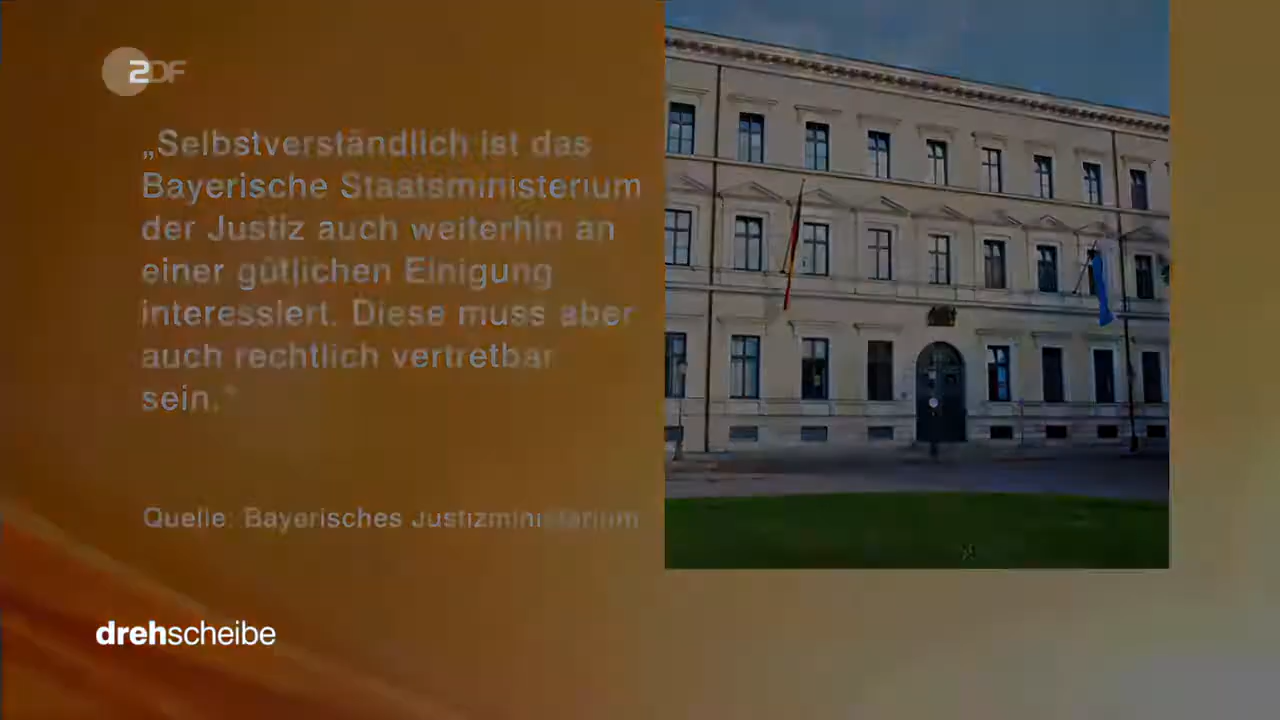 ZDF
„Selbstverständlich ist das
Bayerische Staatsministerium
der Justiz auch weiterhin an
einer gütlichen Einigung
interessiert. Diese muss aber
auch rechtlich vertretbar
sein."
Quelle: Bayerisches Justizministerium
drehscheibe